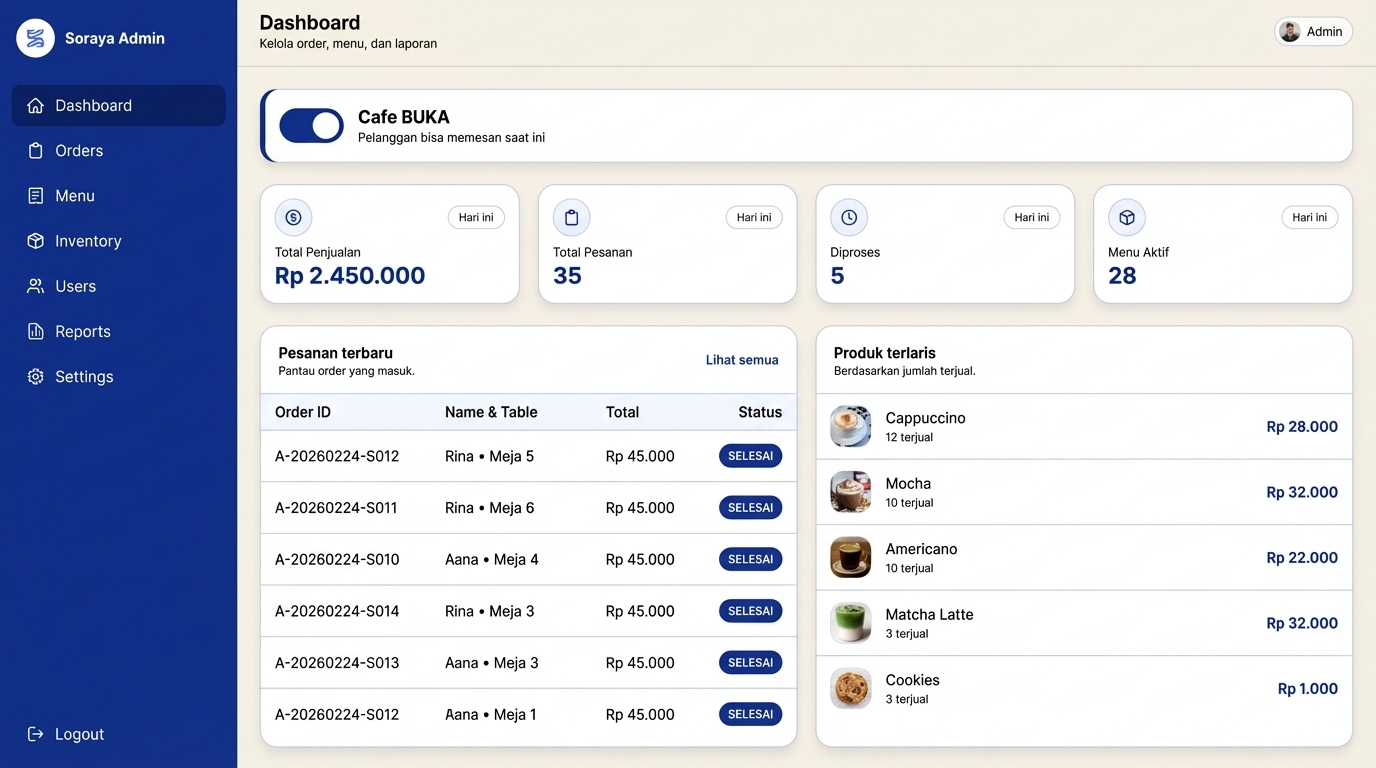 Soraya Admin
Dashboard
Orders
Menu
Inventory
Users
Reports
Settings
Logout
Dashboard
Kelola order, menu, dan laporan
Admin
Cafe BUKA
Pelanggan bisa memesan saat ini
Hari ini
Total Penjualan
Rp 2.450.000
Hari ini
Total Pesanan
35
Hari ini
Diproses
5
Hari ini
Menu Aktif
28
Pesanan terbaru
Pantau order yang masuk.
Lihat semua
Order ID Name & Table Total Status
A-20260224-S012 Rina • Meja 5 Rp 45.000 SELESAI
A-20260224-S011 Rina • Meja 6 Rp 45.000 SELESAI
A-20260224-S010 Aana • Meja 4 Rp 45.000 SELESAI
A-20260224-S014 Rina • Meja 3 Rp 45.000 SELESAI
A-20260224-S013 Aana • Meja 3 Rp 45.000 SELESAI
A-20260224-S012 Aana • Meja 1 Rp 45.000 SELESAI
Produk terlaris
Berdasarkan jumlah terjual.
Cappuccino
12 terjual
Rp 28.000
Mocha
10 terjual
Rp 32.000
Americano
10 terjual
Rp 22.000
Matcha Latte
3 terjual
Rp 32.000
Cookies
3 terjual
Rp 1.000